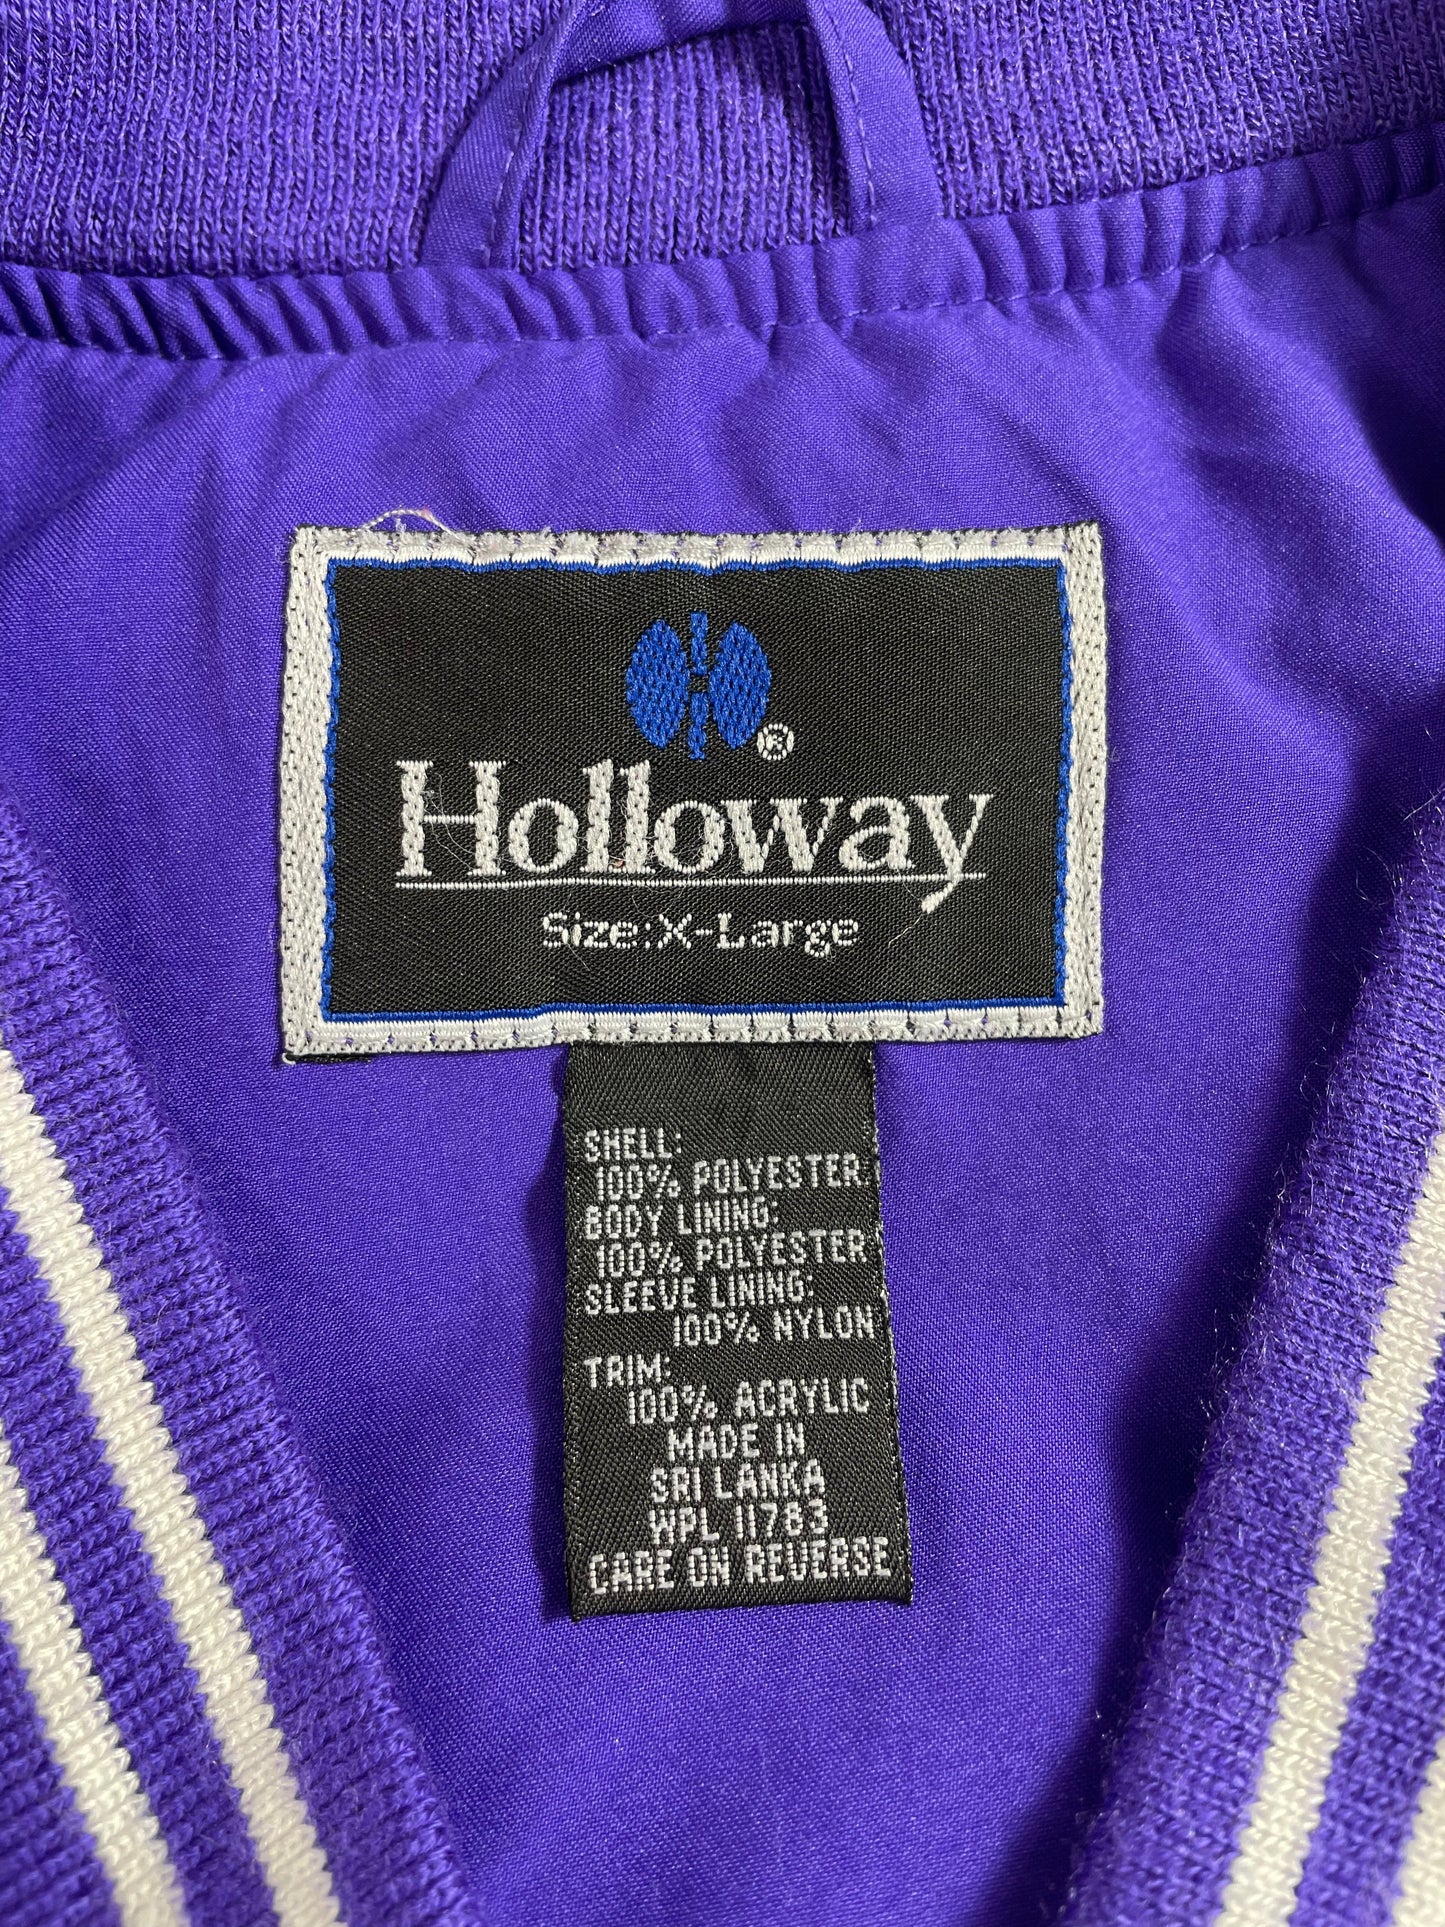 ®
Holloway
Size:X-Large
SHELL:
100% POLYESTER.
BODY LINING:
100% POLYESTER
SLEEVE LINING:
100% NYLON
TRIM:
100% ACRYLIC
MADE IN
SRI LANKA
WPL 11783
CARE ON REVERSE